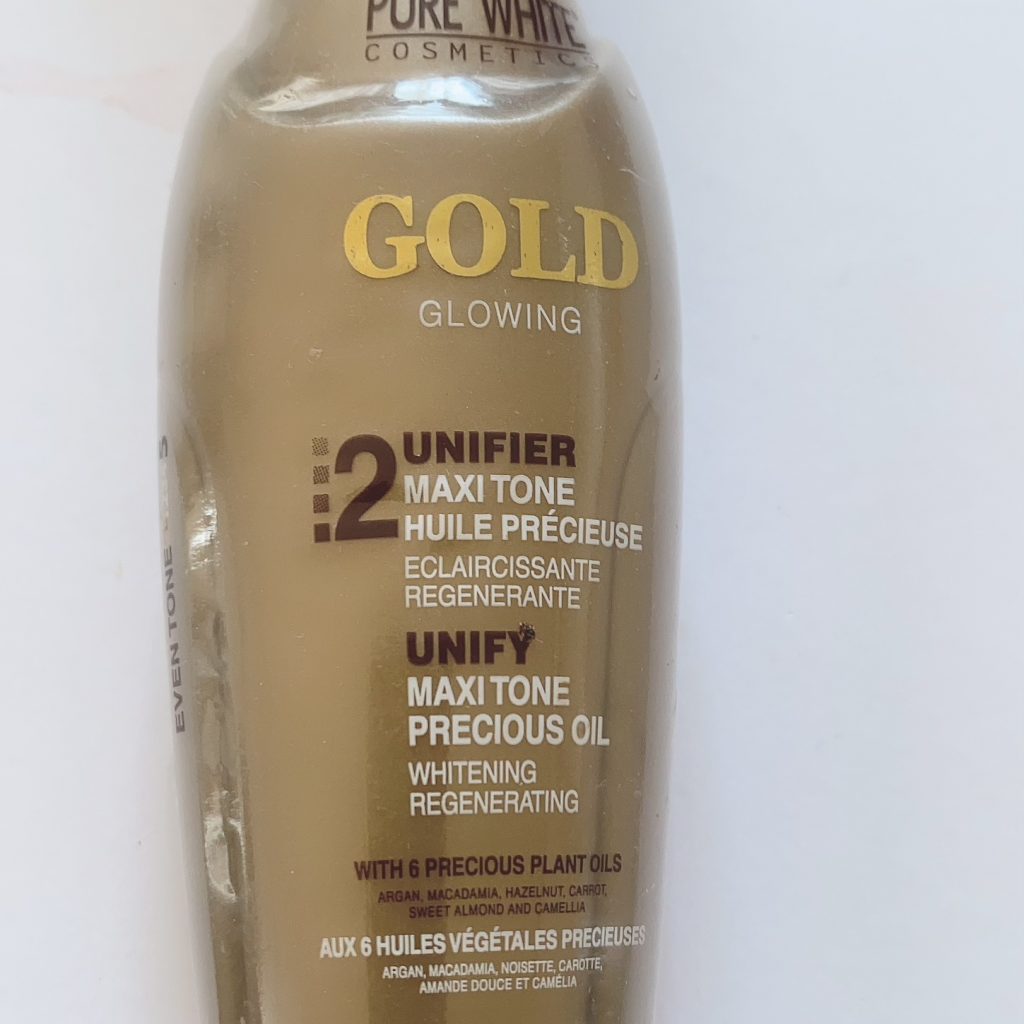 PURE WHITE
COSMETICS
GOLD
GLOWING
2
UNIFIER
MAXI TONE
HUILE PRÉCIEUSE
ECLAIRCISSANTE
REGENERANTE
UNIFY
MAXI TONE
PRECIOUS OIL
WHITENING
REGENERATING
WITH 6 PRECIOUS PLANT OILS
ARGAN, MACADAMIA, HAZELNUT, CARROT,
SWEET ALMOND AND CAMELLIA
AUX 6 HUILES VÉGÉTALES PRECIEUSES
ARGAN, MACADAMIA, NOISETTE, CAROTTE,
AMANDE DOUCE ET CAMÉLIA
EVEN TONE